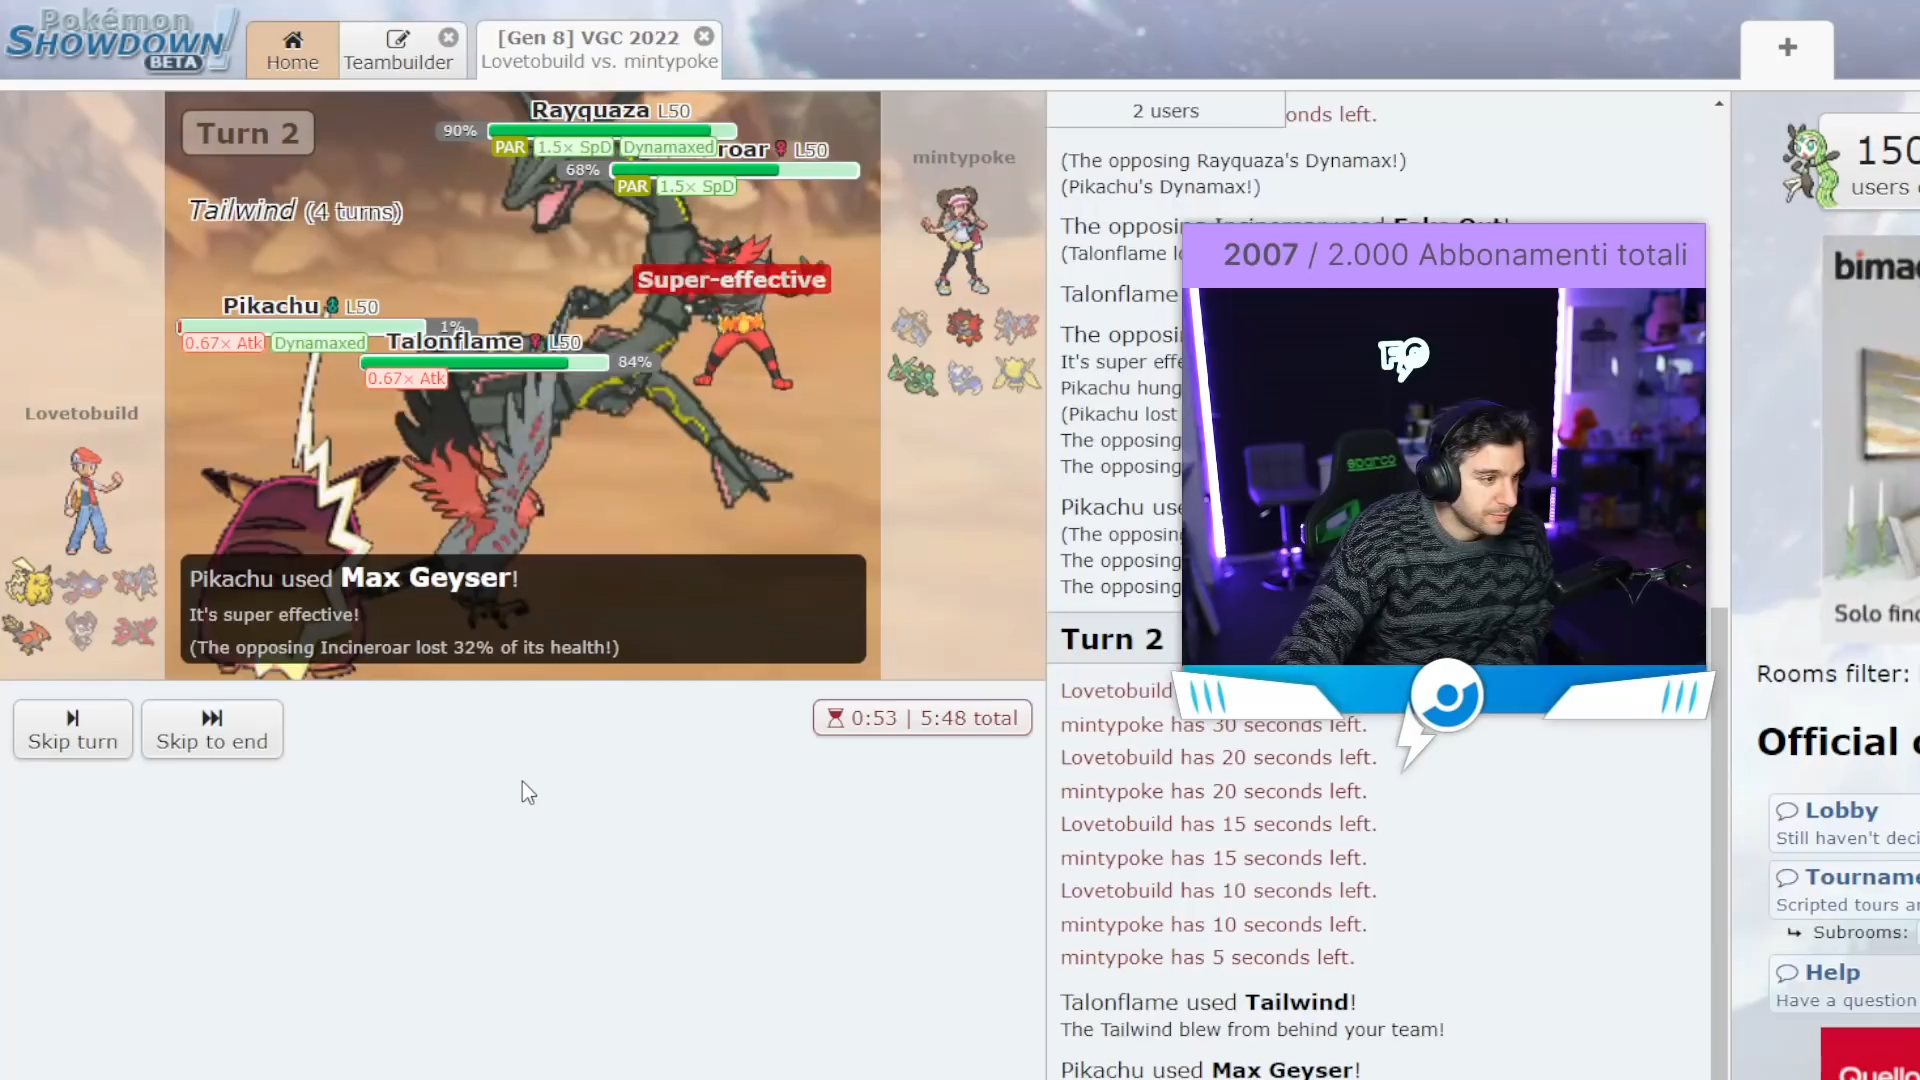 Pokémon
SHOWDOWN!
BETA
Home
Teambuilder
[Gen 8] VGC 2022
Lovetobuild vs. mintypoke
+
Turn 2
Tailwind (4 turns)
Rayquaza L50
90%
PAR 1.5× SpD Dynamaxed
roar L50
68%
PAR 1.5× SpD
Super-effective
Pikachu L50
1%
0.67× Atk Dynamaxed
Talonflame L50
84%
0.67× Atk
mintypoke
Lovetobuild
Pikachu used Max Geyser!
It's super effective!
(The opposing Incineroar lost 32% of its health!)
Skip turn
Skip to end
0:53 | 5:48 total
2 users
onds left.
(The opposing Rayquaza's Dynamax!)
(Pikachu's Dynamax!)
The opposing Incineroar used Fake Out!
(Talonflame
Talonflame
The opposi
It's super effe
Pikachu hung
(Pikachu lost
The opposing
The opposing
Pikachu use
(The opposin
The opposing
The opposing
Turn 2
Lovetobuild
mintypoke has 30 seconds left.
Lovetobuild has 20 seconds left.
mintypoke has 20 seconds left.
Lovetobuild has 15 seconds left.
mintypoke has 15 seconds left.
Lovetobuild has 10 seconds left.
mintypoke has 10 seconds left.
mintypoke has 5 seconds left.
Talonflame used Tailwind!
The Tailwind blew from behind your team!
Pikachu used Max Geyser!
2007 / 2.000 Abbonamenti totali
sparco
150
users
bima
Solo find
Rooms filter:
Official
Lobby
Still haven't deci
Tourname
Scripted tours a
Subrooms:
Help
Have a question
Quello